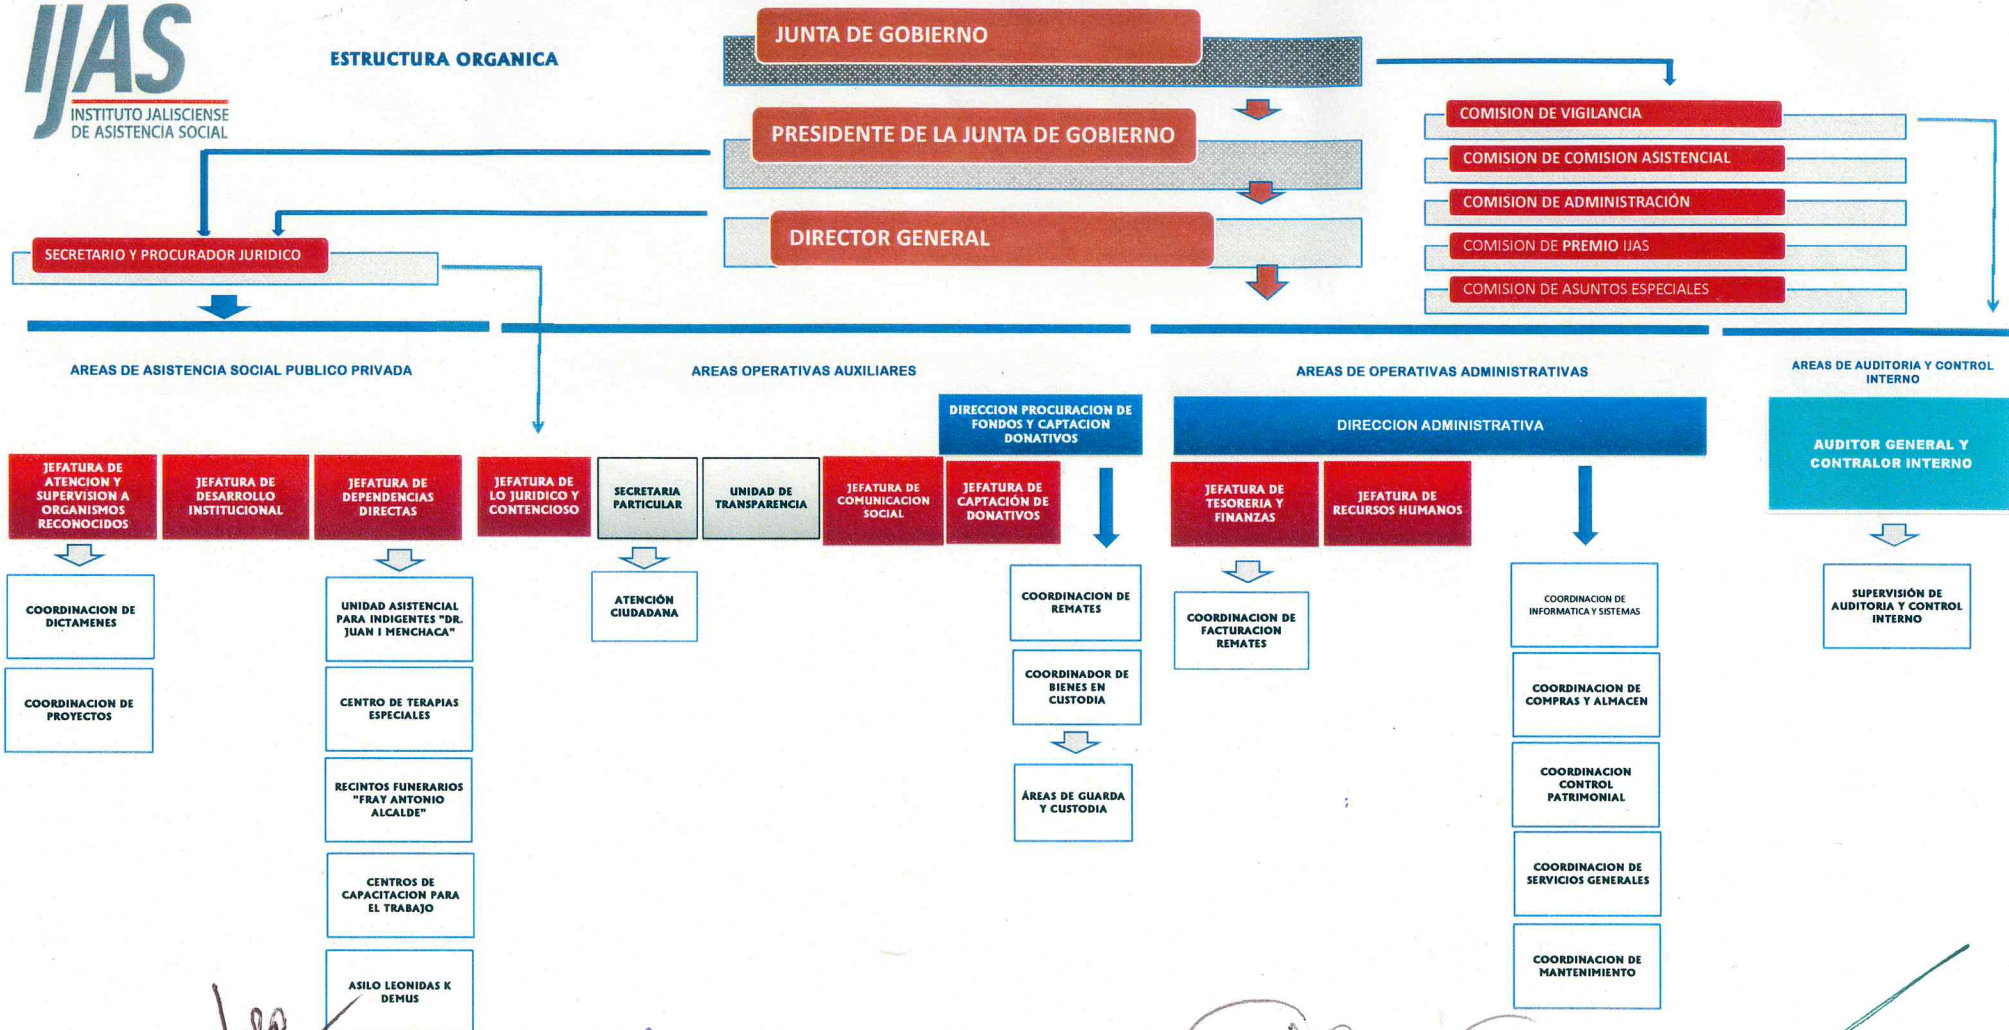 IJAS
INSTITUTO JALISCIENSE
DE ASISTENCIA SOCIAL
ESTRUCTURA ORGANICA
JUNTA DE GOBIERNO
PRESIDENTE DE LA JUNTA DE GOBIERNO
DIRECTOR GENERAL
SECRETARIO Y PROCURADOR JURIDICO
COMISION DE VIGILANCIA
COMISION DE COMISION ASISTENCIAL
COMISION DE ADMINISTRACIÓN
COMISION DE PREMIO IJAS
COMISION DE ASUNTOS ESPECIALES
AREAS DE ASISTENCIA SOCIAL PUBLICO PRIVADA
JEFATURA DE
ATENCION Y
SUPERVISION A
ORGANISMOS
RECONOCIDOS
COORDINACION DE
DICTAMENES
COORDINACION DE
PROYECTOS
JEFATURA DE
DESARROLLO
INSTITUCIONAL
JEFATURA DE
DEPENDENCIAS
DIRECTAS
UNIDAD ASISTENCIAL
PARA INDIGENTES "DR.
JUAN I MENCHACA"
CENTRO DE TERAPIAS
ESPECIALES
RECINTOS FUNERARIOS
"FRAY ANTONIO
ALCALDE"
CENTROS DE
CAPACITACION PARA
EL TRABAJO
ASILO LEONIDAS K
DEMUS
AREAS OPERATIVAS AUXILIARES
JEFATURA DE
LO JURIDICO Y
CONTENCIOSO
SECRETARIA
PARTICULAR
ATENCIÓN
CIUDADANA
UNIDAD DE
TRANSPARENCIA
JEFATURA DE
COMUNICACION
SOCIAL
DIRECCION PROCURACION DE
FONDOS Y CAPTACION
DONATIVOS
JEFATURA DE
CAPTACIÓN DE
DONATIVOS
COORDINACION DE
REMATES
COORDINADOR DE
BIENES EN
CUSTODIA
ÁREAS DE GUARDA
Y CUSTODIA
AREAS DE OPERATIVAS ADMINISTRATIVAS
DIRECCION ADMINISTRATIVA
JEFATURA DE
TESORERIA Y
FINANZAS
COORDINACION DE
FACTURACION
REMATES
JEFATURA DE
RECURSOS HUMANOS
COORDINACION DE
INFORMATICA Y SISTEMAS
COORDINACION DE
COMPRAS Y ALMACEN
COORDINACION
CONTROL
PATRIMONIAL
COORDINACION DE
SERVICIOS GENERALES
COORDINACION DE
MANTENIMIENTO
AREAS DE AUDITORIA Y CONTROL
INTERNO
AUDITOR GENERAL Y
CONTRALOR INTERNO
SUPERVISIÓN DE
AUDITORIA Y CONTROL
INTERNO